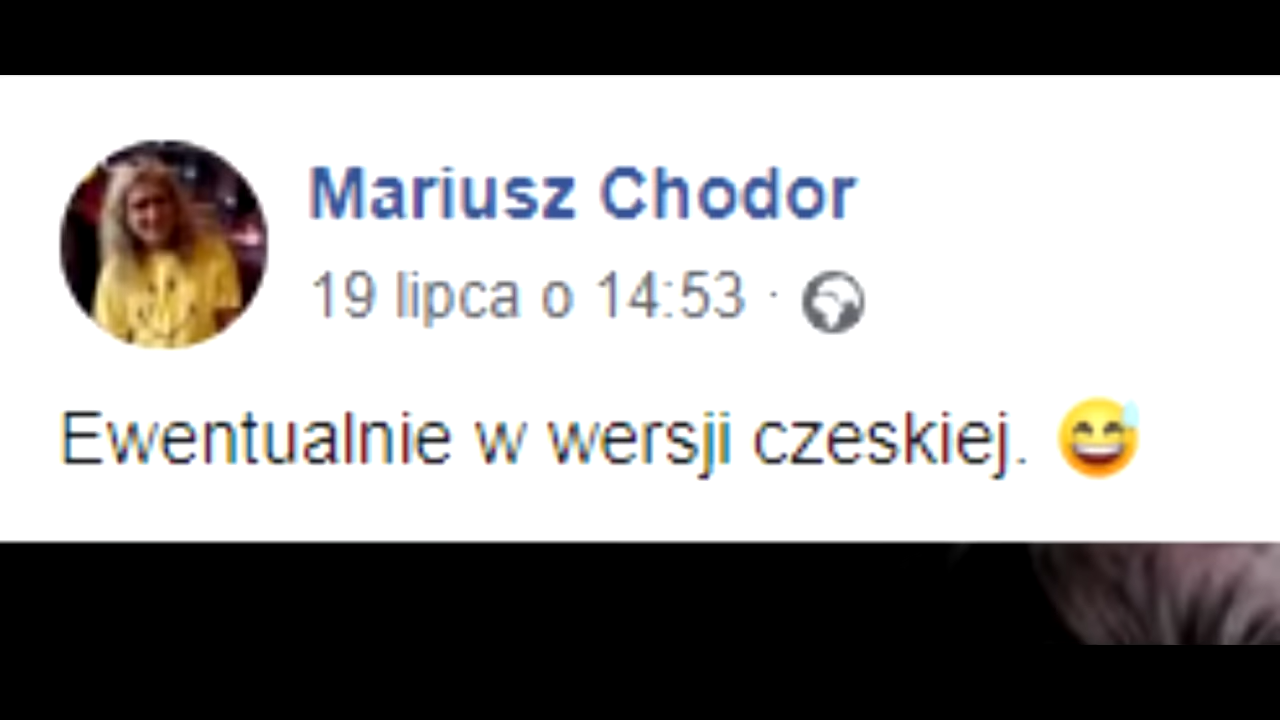 Mariusz Chodor
19 lipca o 14:53 ·
Ewentualnie w wersji czeskiej. 😅